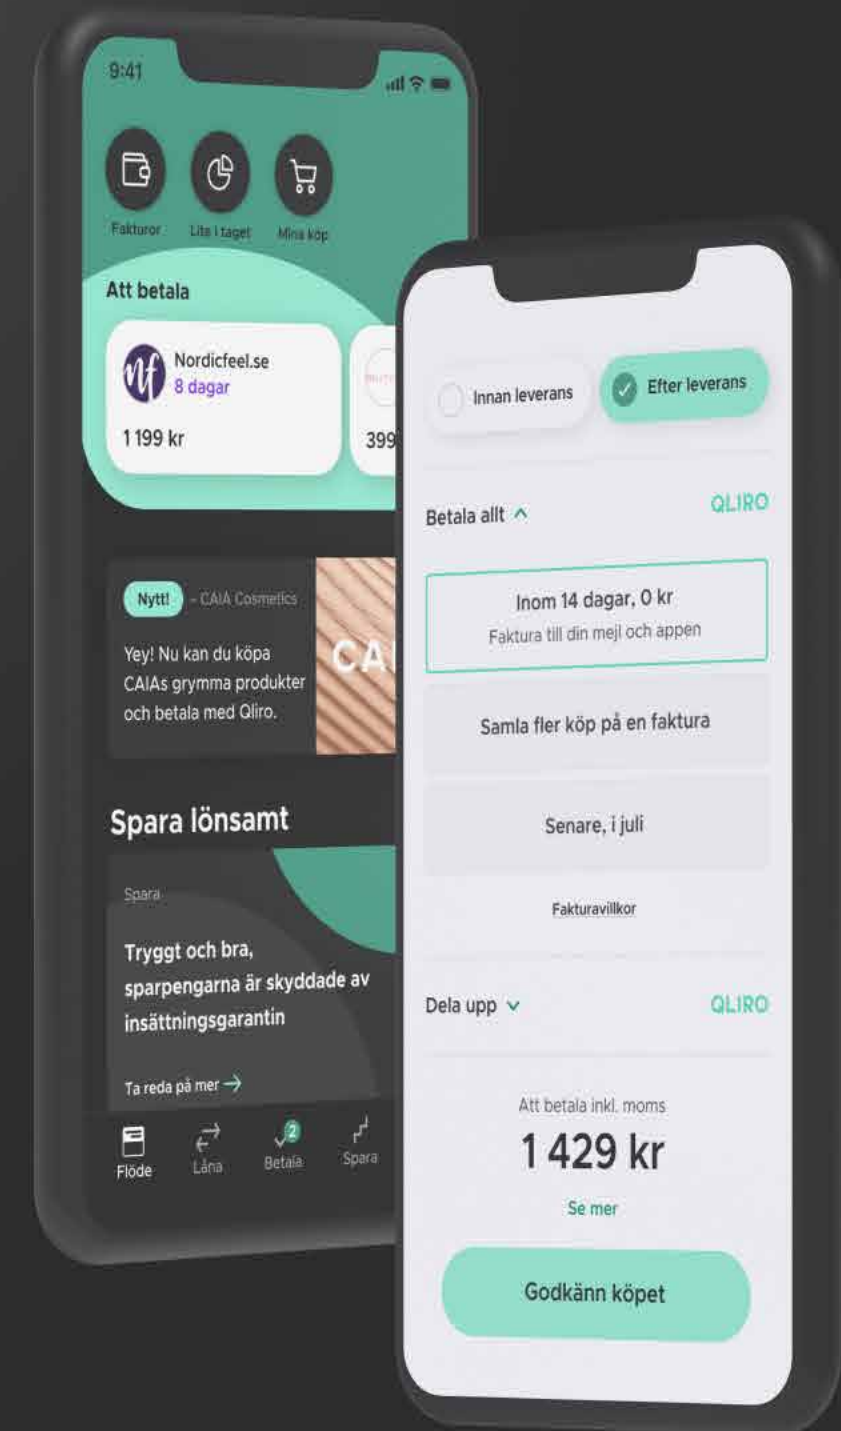 9:41
Fakturor
Lite i taget
Mina köp
Att betala
nf
Nordicfeel.se
8 dagar
1 199 kr
399
Nytt!
- CAIA Cosmetics
Yey! Nu kan du köpa
CAIAs grymma produkter
och betala med Qliro.
CAI
Spara lönsamt
Spara
Tryggt och bra,
sparpengarna är skyddade av
insättningsgarantin
Ta reda på mer →
Flöde
Låna
2
Betala
Spara
Innan leverans
Efter leverans
Betala allt
QLIRO
Inom 14 dagar, 0 kr
Faktura till din mejl och appen
Samla fler köp på en faktura
Senare, i juli
Fakturavillkor
Dela upp
QLIRO
Att betala inkl. moms
1 429 kr
Se mer
Godkänn köpet